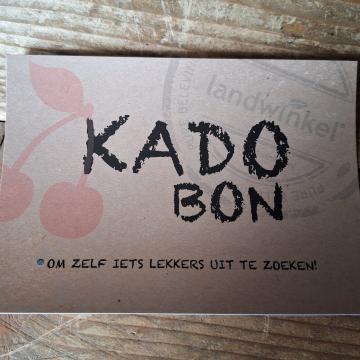 landwinkel
KADO
BON
OM ZELF IETS LEKKERS UIT TE ZOEKEN!